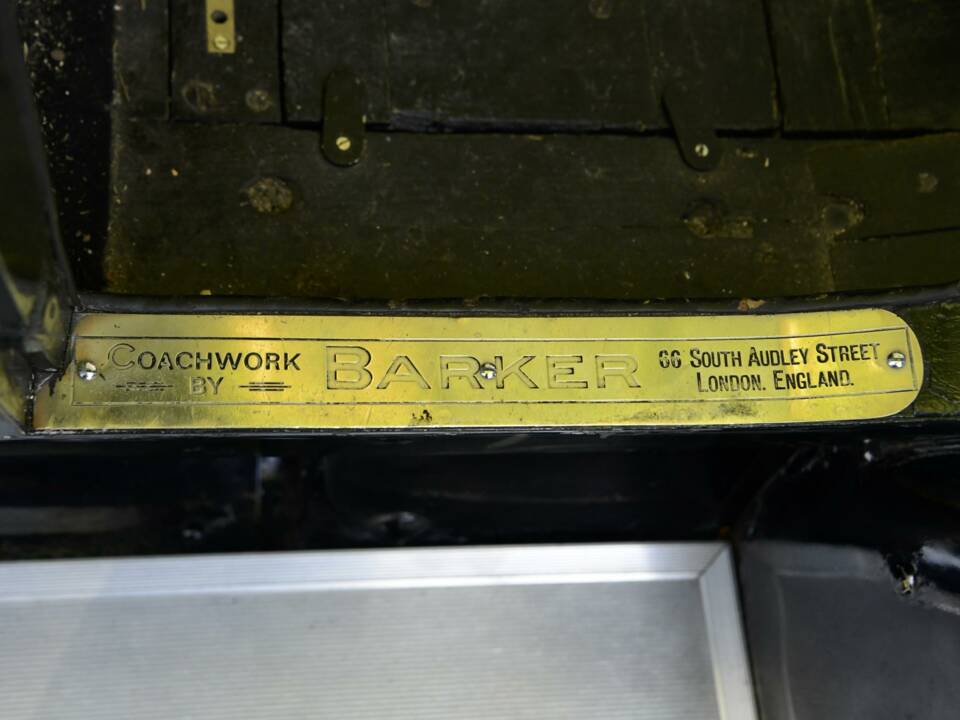 COACHWORK
BY
BARKER
66 SOUTH AUDLEY STREET
LONDON. ENGLAND.